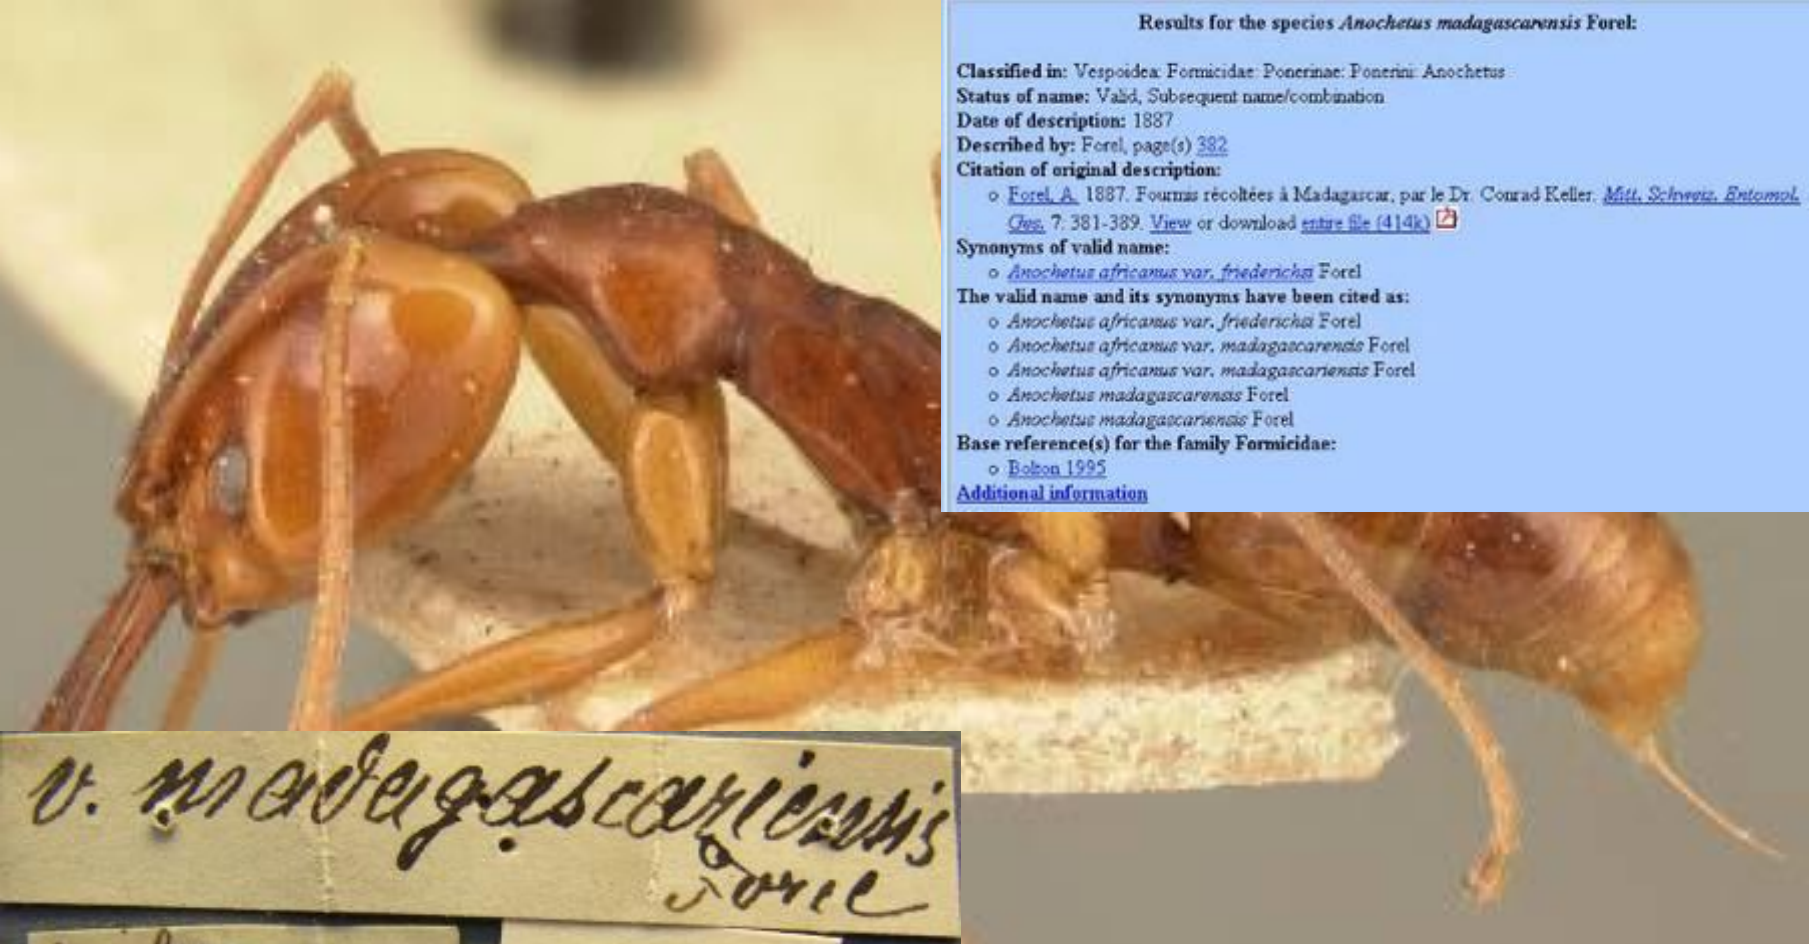 Results for the species Anochetus madagascarensis Forel:
Classified in: Vespoidea: Formicidae: Ponerinae: Ponerini: Anochetus
Status of name: Valid, Subsequent name/combination
Date of description: 1887
Described by: Forel, page(s) 382
Citation of original description:
○ Forel, A. 1887. Fourmis récoltées à Madagascar, par le Dr. Conrad Keller. Mitt. Schweiz. Entomol.
Ges. 7: 381-389. View or download entire file (414k)
Synonyms of valid name:
○ Anochetus africanus var. friederichsi Forel
The valid name and its synonyms have been cited as:
○ Anochetus africanus var. friederichsi Forel
○ Anochetus africanus var. madagascarensis Forel
○ Anochetus africanus var. madagascariensis Forel
○ Anochetus madagascarensis Forel
○ Anochetus madagascariensis Forel
Base reference(s) for the family Formicidae:
○ Bolton 1995
Additional information
v. madagascariensis
Forel